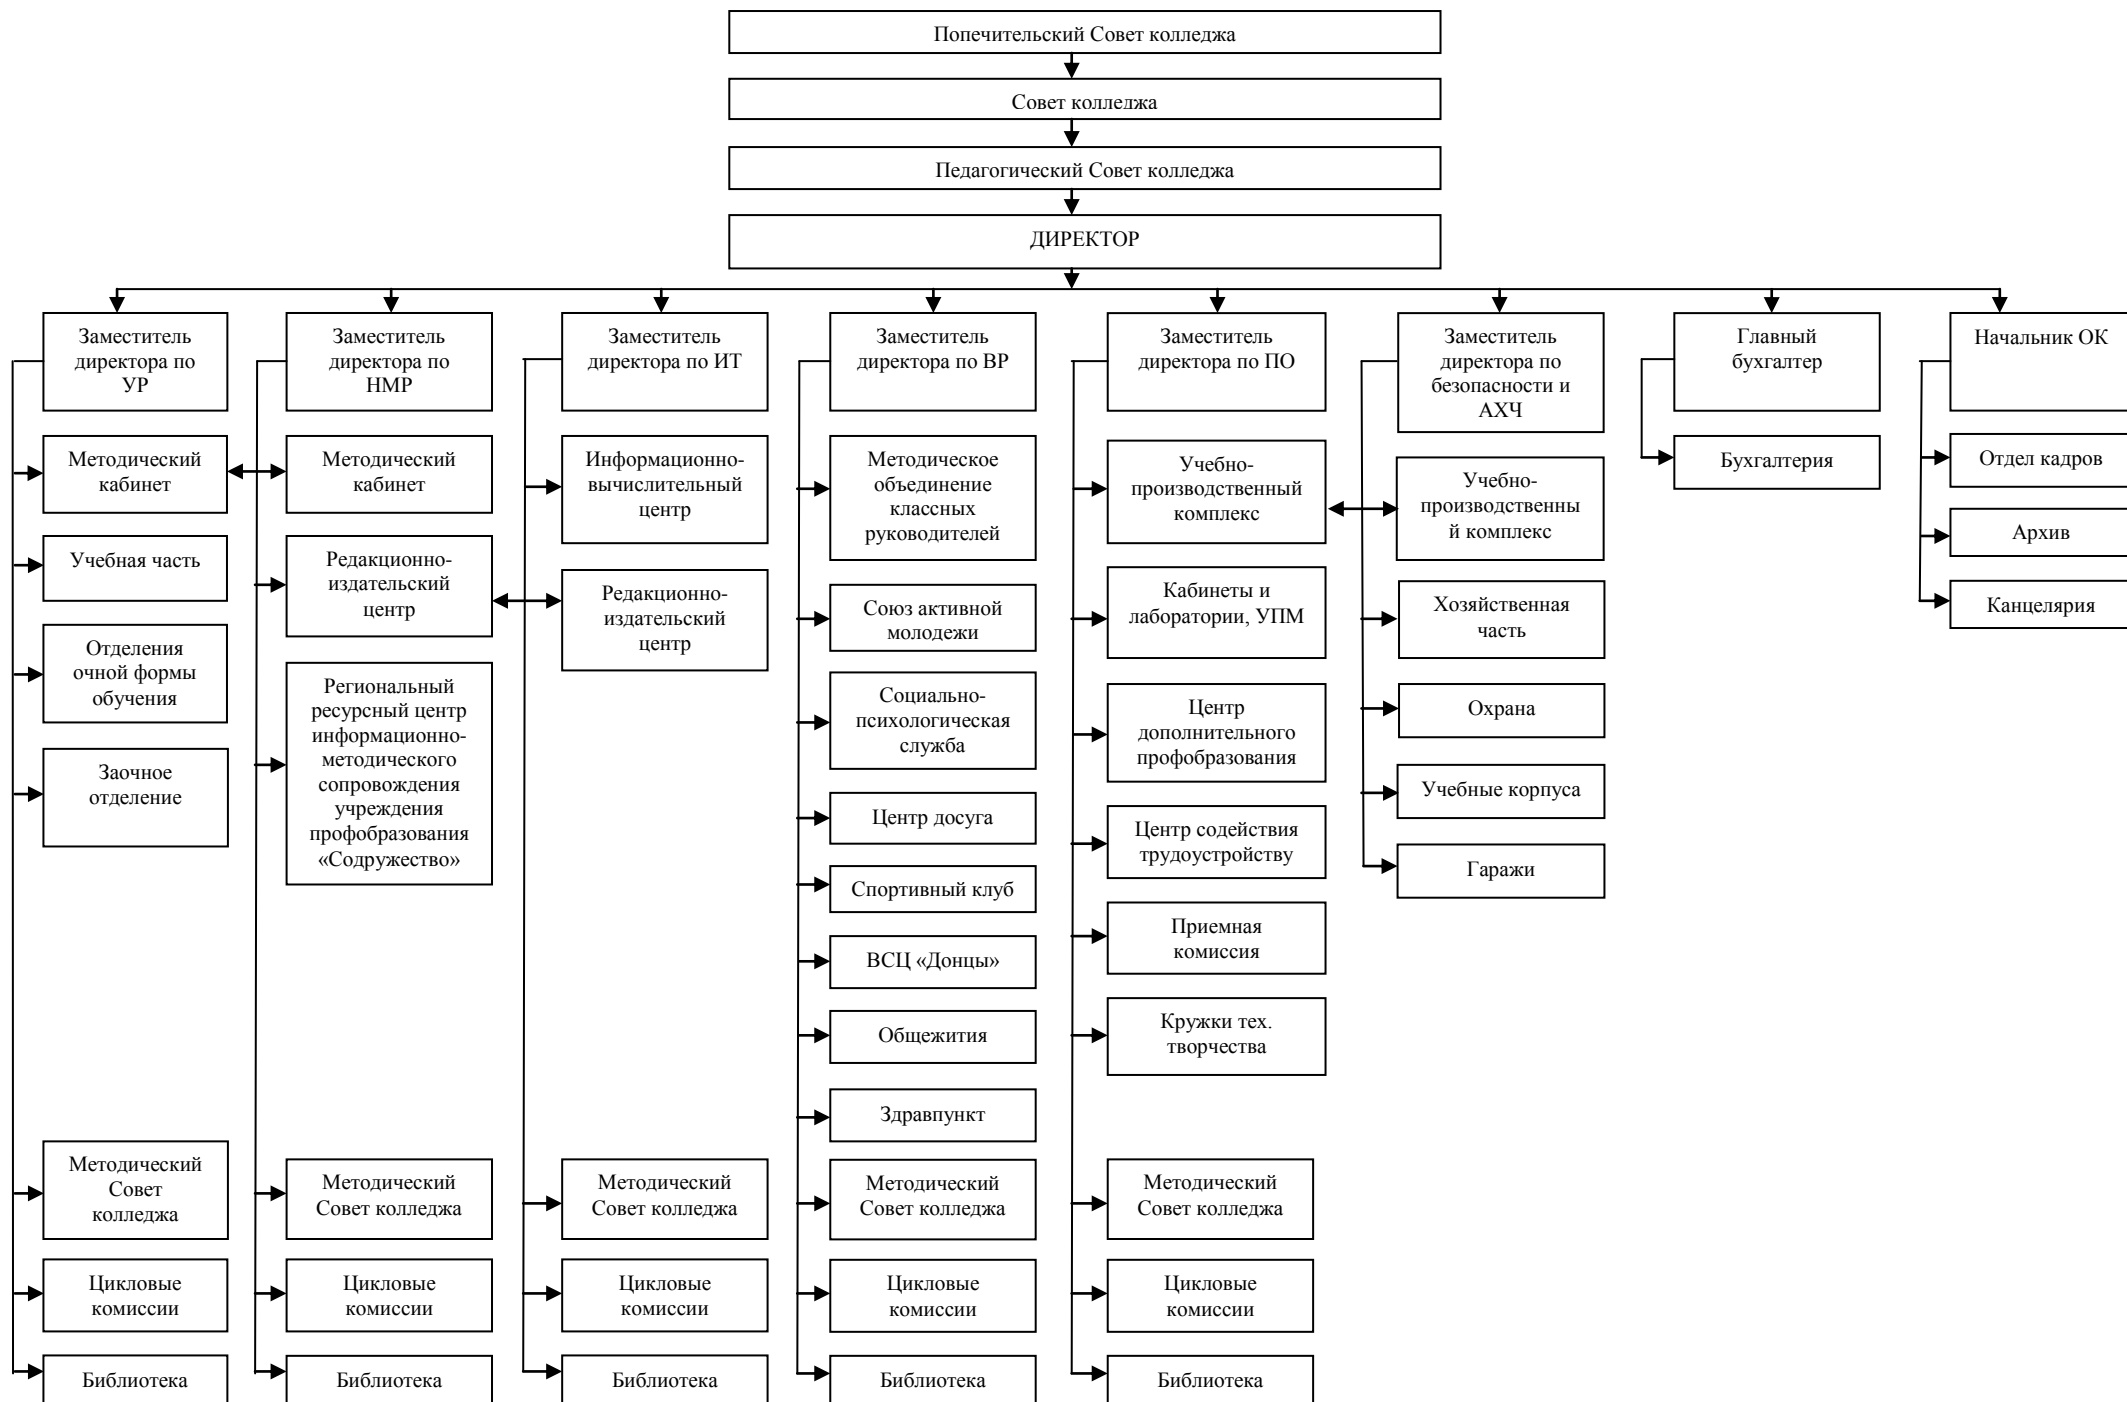 Попечительский Совет колледжа
Совет колледжа
Педагогический Совет колледжа
ДИРЕКТОР
Заместитель
директора по
УР
Методический
кабинет
Учебная часть
Отделения
очной формы
обучения
Заочное
отделение
Методический
Совет
колледжа
Цикловые
комиссии
Библиотека
Заместитель
директора по
НМР
Методический
кабинет
Редакционно-
издательский
центр
Региональный
ресурсный центр
информационно-
методического
сопровождения
учреждения
профобразования
«Содружество»
Методический
Совет колледжа
Цикловые
комиссии
Библиотека
Заместитель
директора по ИТ
Информационно-
вычислительный
центр
Редакционно-
издательский
центр
Методический
Совет колледжа
Цикловые
комиссии
Библиотека
Заместитель
директора по ВР
Методическое
объединение
классных
руководителей
Союз активной
молодежи
Социально-
психологическая
служба
Центр досуга
Спортивный клуб
ВСЦ «Донцы»
Общежития
Здравпункт
Методический
Совет колледжа
Цикловые
комиссии
Библиотека
Заместитель
директора по ПО
Учебно-
производственный
комплекс
Кабинеты и
лаборатории, УПМ
Центр
дополнительного
профобразования
Центр содействия
трудоустройству
Приемная
комиссия
Кружки тех.
творчества
Методический
Совет колледжа
Цикловые
комиссии
Библиотека
Заместитель
директора по
безопасности и
АХЧ
Учебно-
производственны
й комплекс
Хозяйственная
часть
Охрана
Учебные корпуса
Гаражи
Главный
бухгалтер
Бухгалтерия
Начальник ОК
Отдел кадров
Архив
Канцелярия